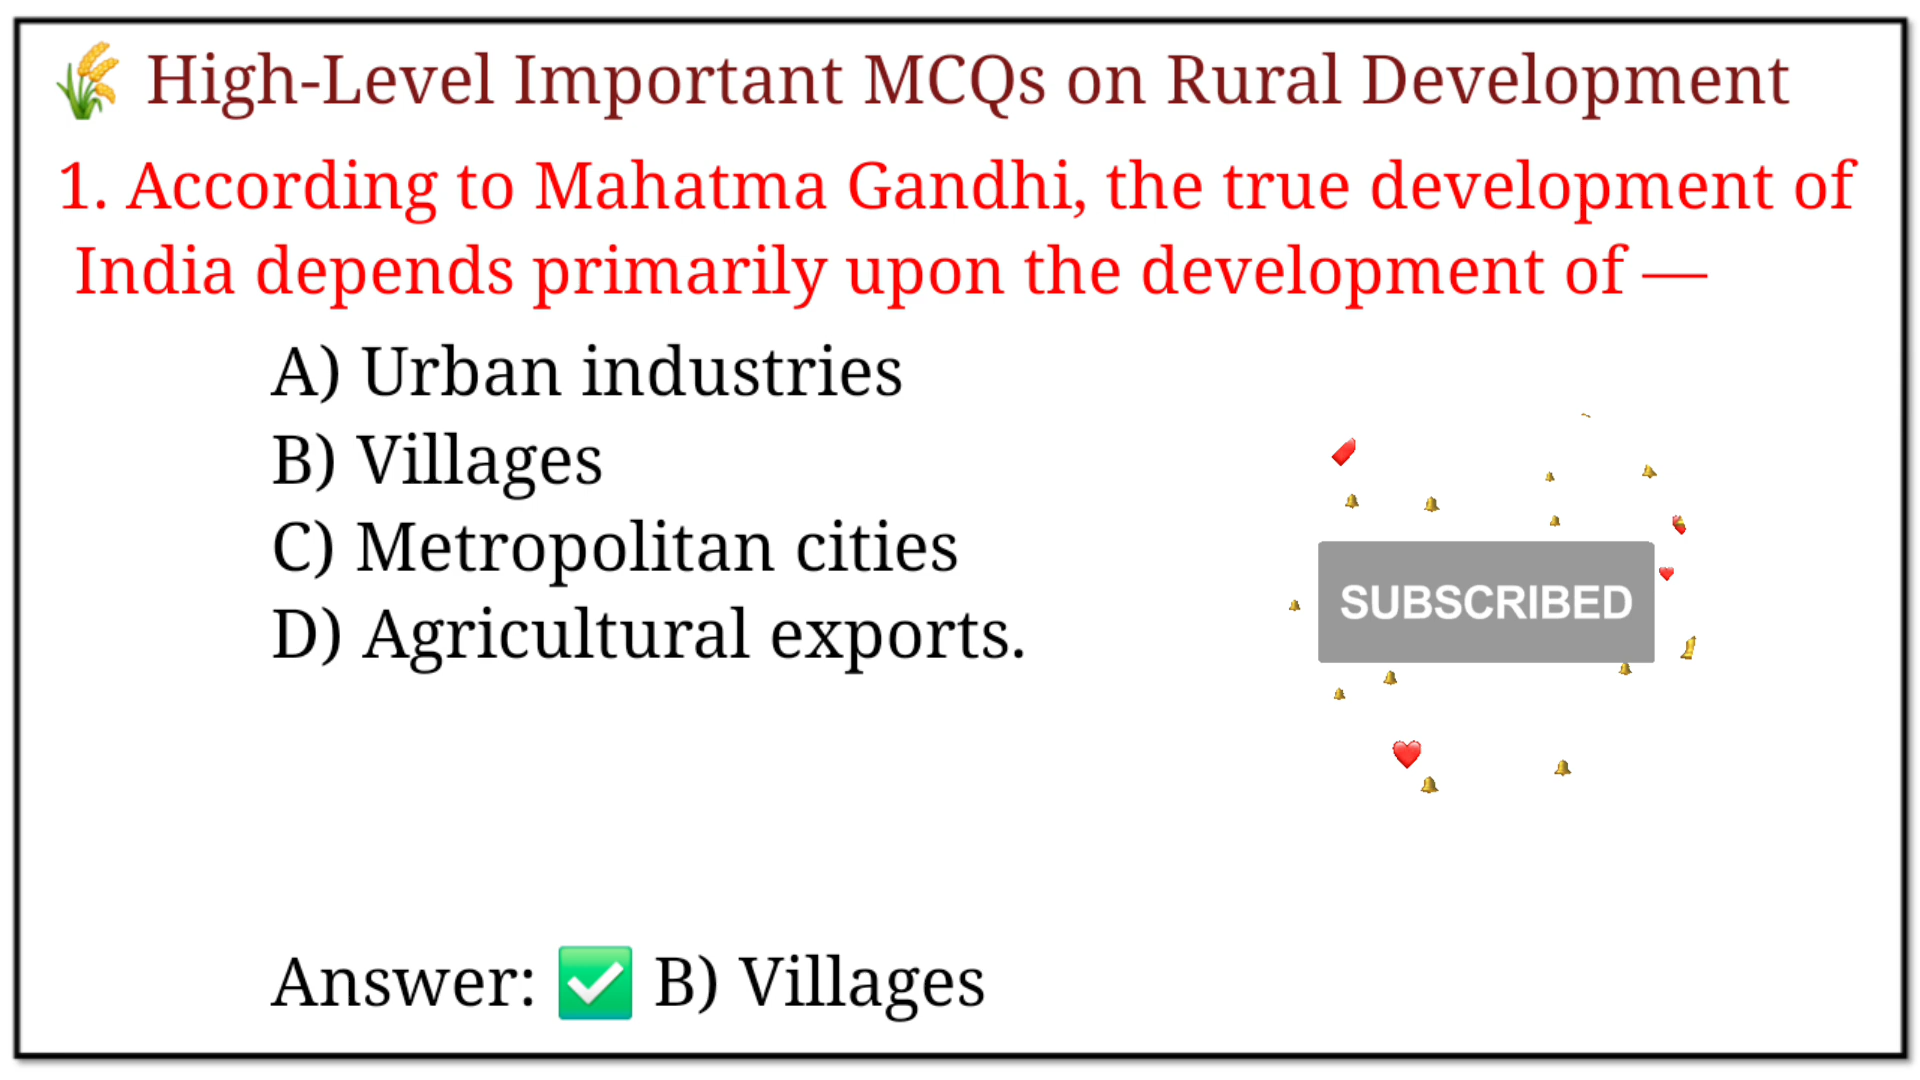 🌾 High-Level Important MCQs on Rural Development
1. According to Mahatma Gandhi, the true development of
India depends primarily upon the development of —
A) Urban industries
B) Villages
C) Metropolitan cities
D) Agricultural exports.
SUBSCRIBED
Answer: ✅ B) Villages